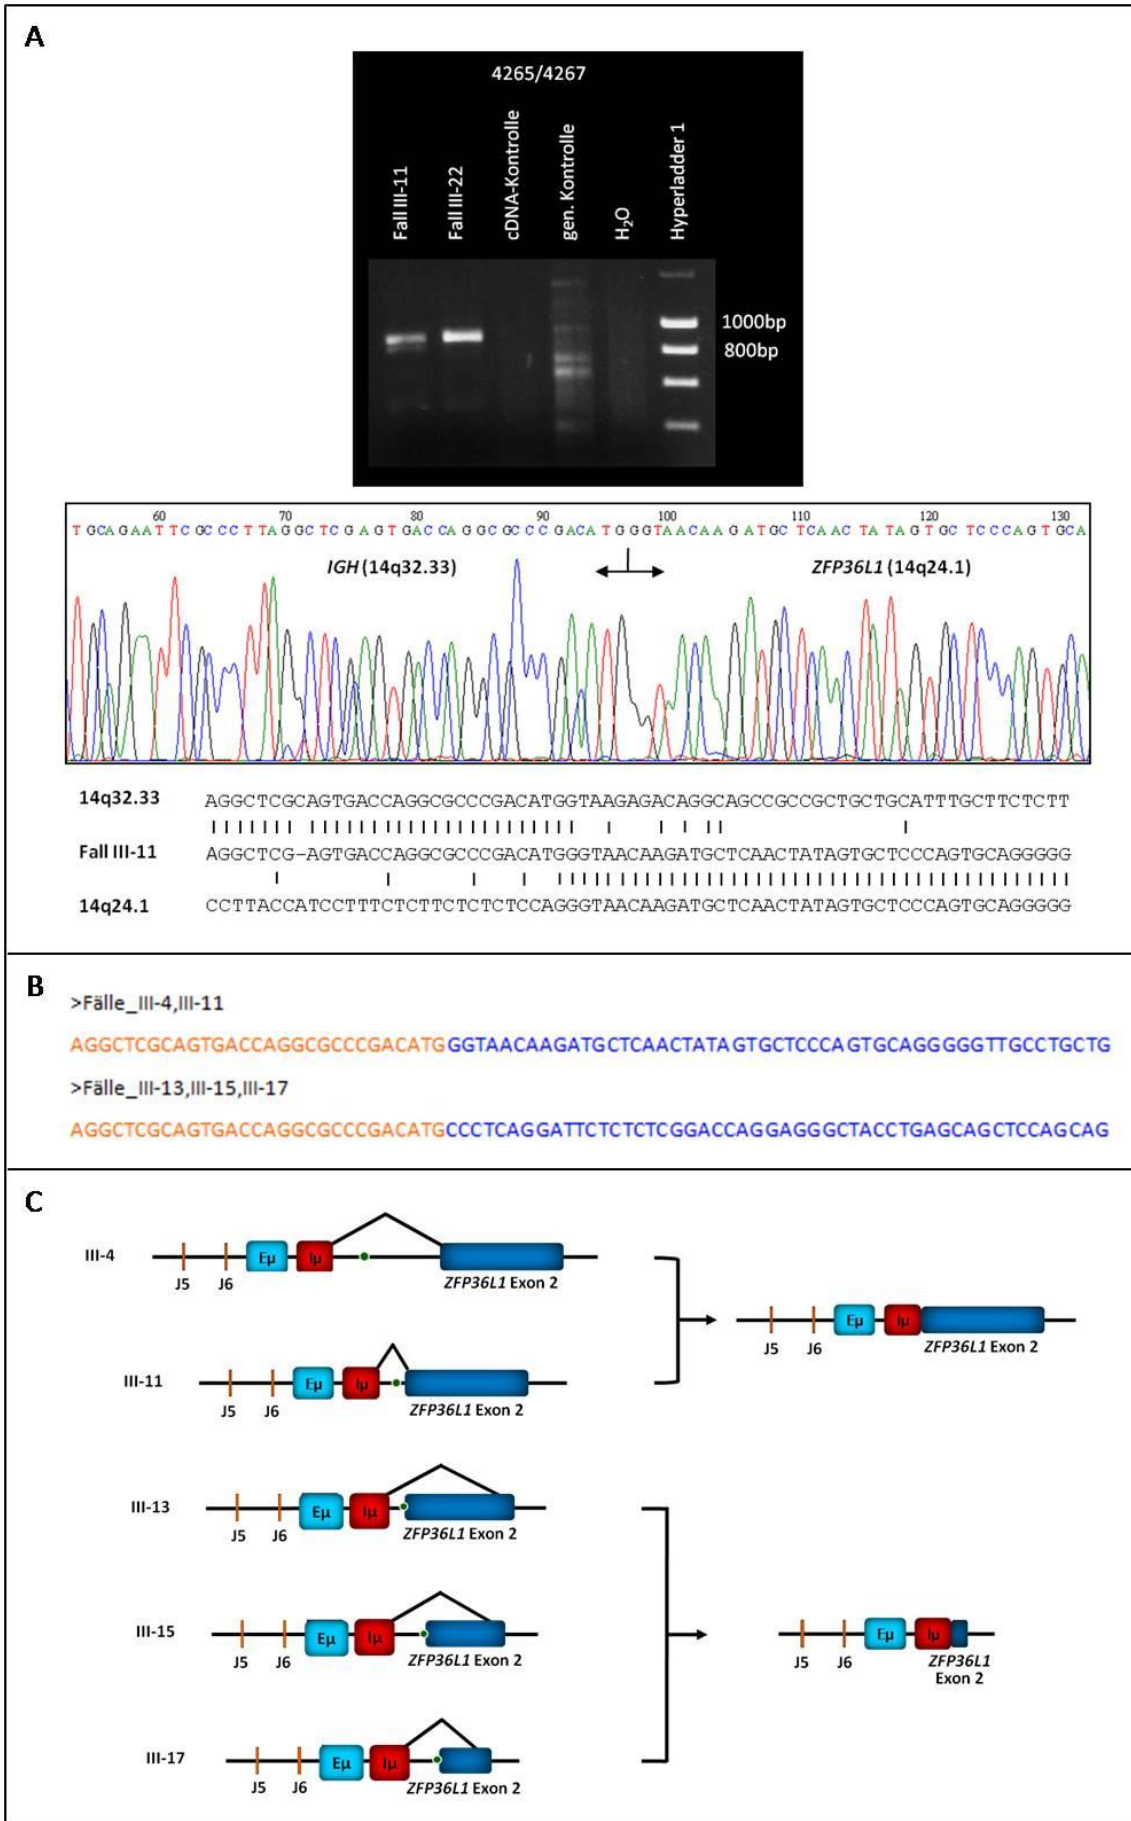 A
4265/4267
Fall III-11
Fall III-22
cDNA-Kontrolle
gen. Kontrolle
H₂O
Hyperladder 1
1000bp
800bp
60 70 80 90 100 110 120 130
TGCAGAATTCGCCCTTAGGCTCGAGTGACCAGGCGCCCGACATGGGTAACAAGATGCTCAACTATAGTGCTCCCAGTGCA
IGH (14q32.33) ZFP36L1 (14q24.1)
14q32.33 AGGCTCGCAGTGACCAGGCGCCCGACATGGTAAGAGACAGGCAGCCGCCGCTGCTGCATTTGCTTCTCTT
Fall III-11 AGGCTCG-AGTGACCAGGCGCCCGACATGGGTAACAAGATGCTCAACTATAGTGCTCCCAGTGCAGGGGG
14q24.1 CCTTACCATCCTTTCTCTTCTCTCTCCAGGGTAACAAGATGCTCAACTATAGTGCTCCCAGTGCAGGGGG
B
>Fälle_III-4,III-11
AGGCTCGCAGTGACCAGGCGCCCGACATGGGTAACAAGATGCTCAACTATAGTGCTCCCAGTGCAGGGGGTTGCCTGCTG
>Fälle_III-13,III-15,III-17
AGGCTCGCAGTGACCAGGCGCCCGACATGCCCTCAGGATTCTCTCTCGGACCAGGAGGGCTACCTGAGCAGCTCCAGCAG
C
III-4
Eµ Iµ
J5 J6 ZFP36L1 Exon 2
Eµ Iµ
J5 J6 ZFP36L1 Exon 2
III-11
Eµ Iµ
J5 J6 ZFP36L1 Exon 2
III-13
Eµ Iµ
J5 J6 ZFP36L1 Exon 2
III-15
Eµ Iµ
J5 J6 ZFP36L1 Exon 2
Eµ Iµ
J5 J6 ZFP36L1
Exon 2
III-17
Eµ Iµ
J5 J6 ZFP36L1 Exon 2